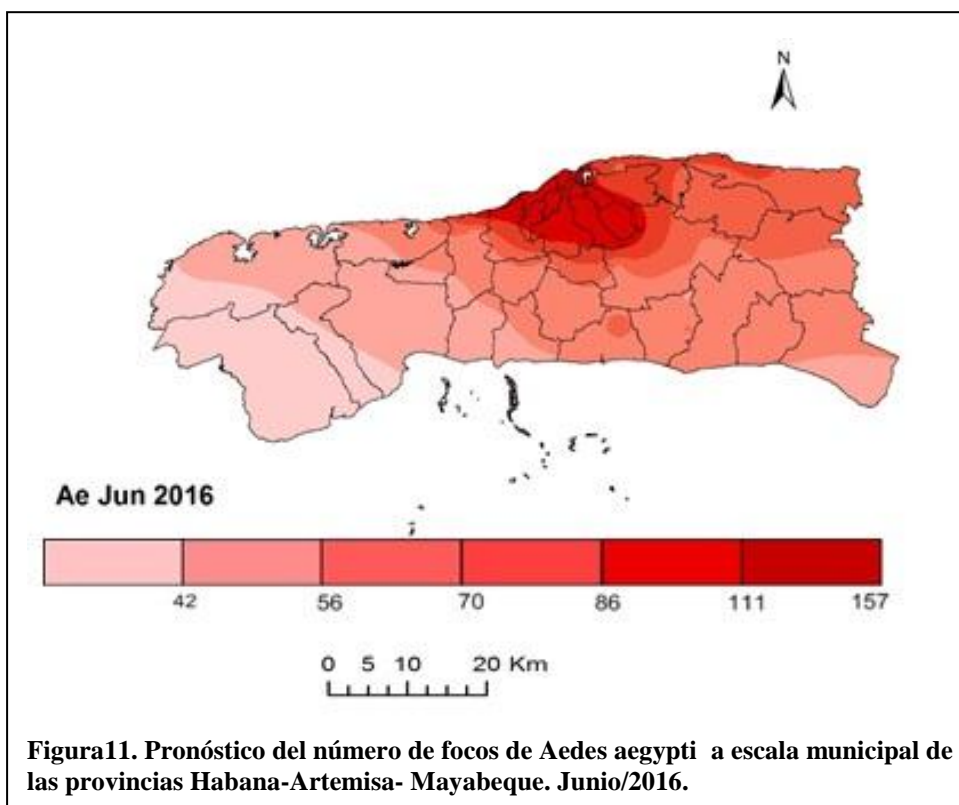 N
Ae Jun 2016
42 56 70 86 111 157
0 5 10 20 Km
Figura11. Pronóstico del número de focos de Aedes aegypti a escala municipal de
las provincias Habana-Artemisa- Mayabeque. Junio/2016.